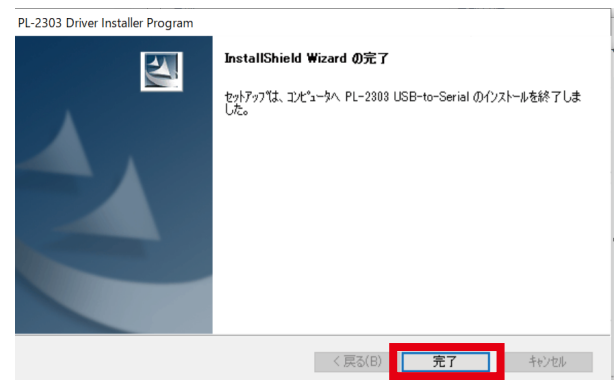 PL-2303 Driver Installer Program
InstallShield Wizard の完了
セットアップは、コンピュータへ PL-2303 USB-to-Serial のインストールを終了しま
した。
< 戻る(B)
完了
キャンセル